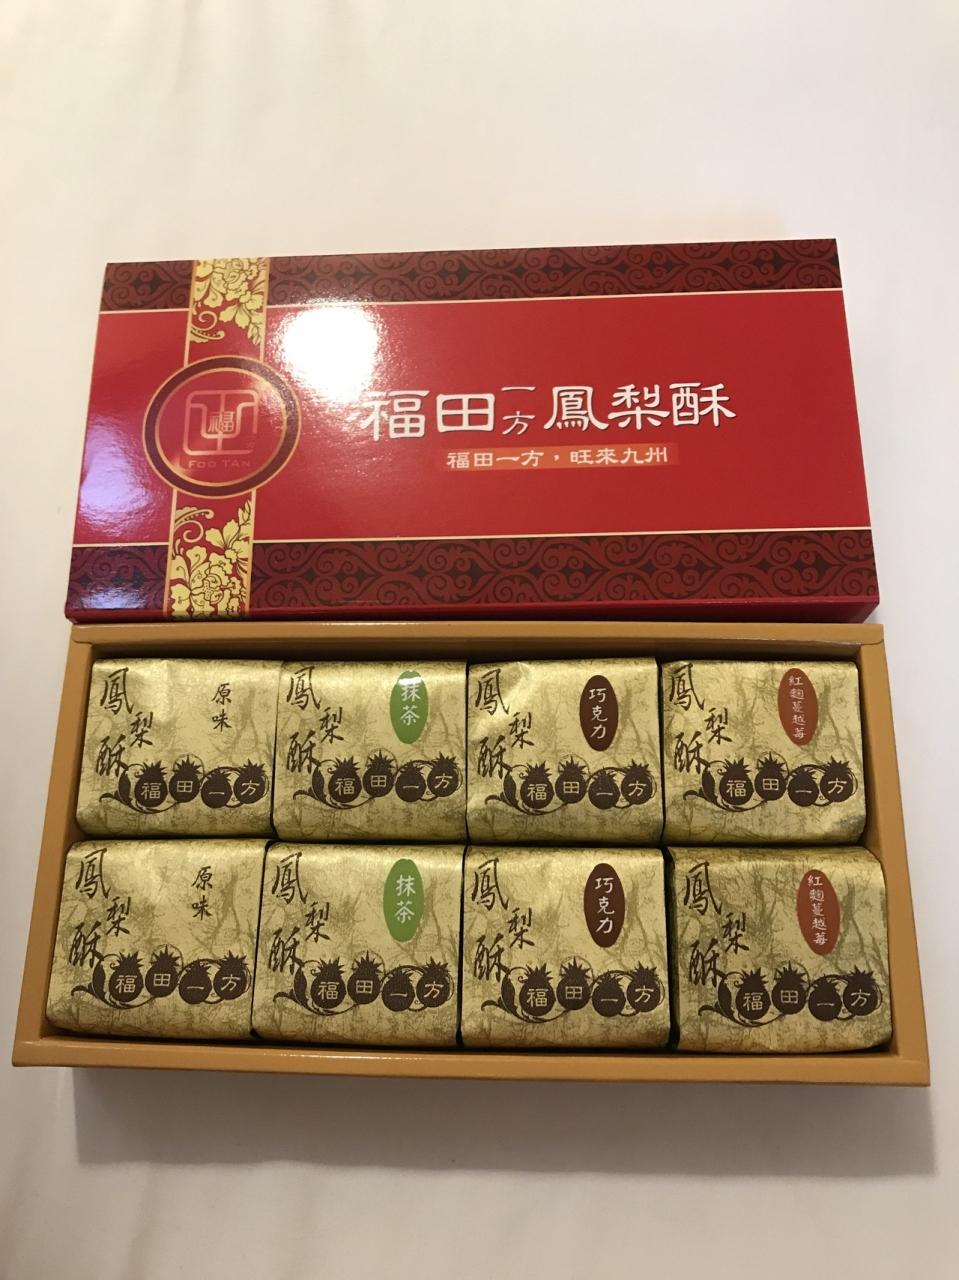 福田一方鳳梨酥
福田一方，旺來九州
福
FOO TAN
鳳梨酥
原味
福田一方
鳳梨酥
抹茶
福田一方
鳳梨酥
巧克力
福田一方
鳳梨酥
紅麴蔓越莓
福田一方
鳳梨酥
原味
福田一方
鳳梨酥
抹茶
福田一方
鳳梨酥
巧克力
福田一方
鳳梨酥
紅麴蔓越莓
福田一方